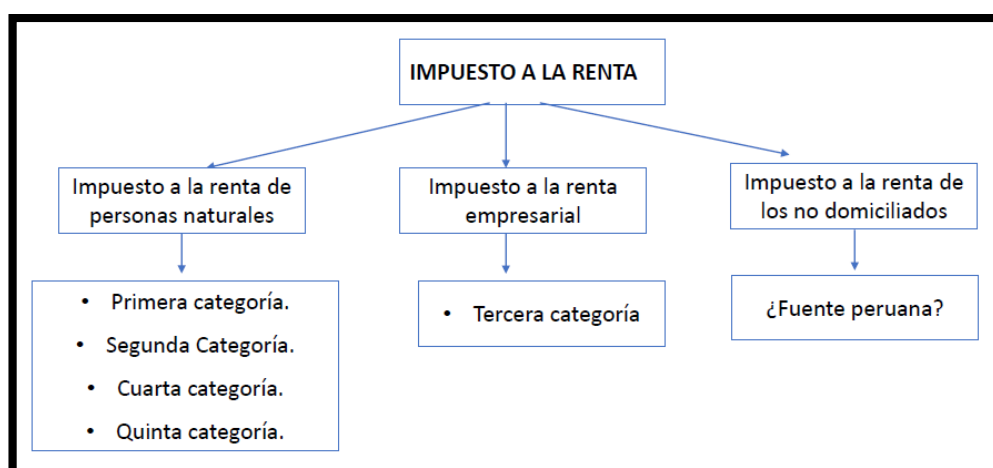 IMPUESTO A LA RENTA
Impuesto a la renta de
personas naturales
Impuesto a la renta
empresarial
Impuesto a la renta de
los no domiciliados
• Primera categoría.
• Segunda Categoría.
• Cuarta categoría.
• Quinta categoría.
• Tercera categoría
¿Fuente peruana?